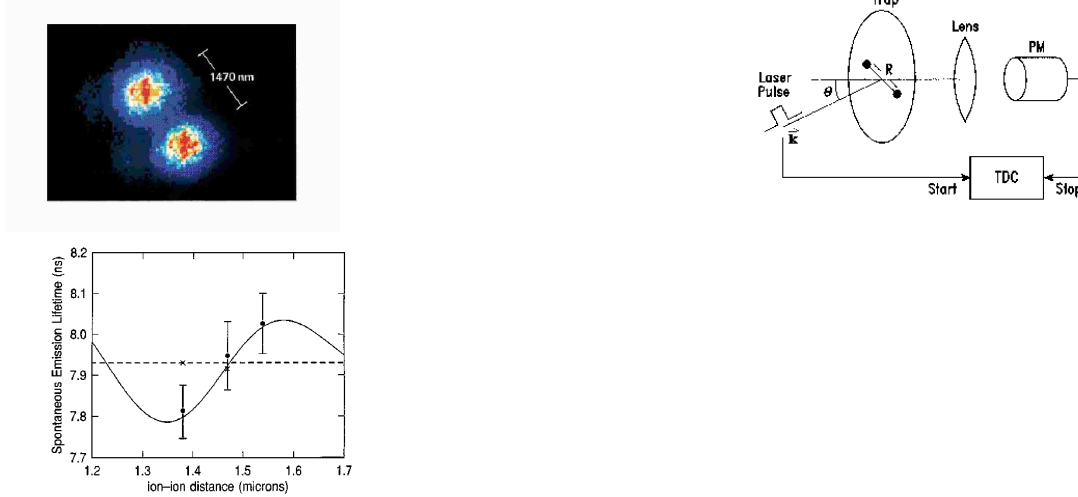 1470 nm
Trap
Lens
PM
R
Laser
Pulse
θ
k
TDC
Start
Stop
Spontaneous Emission Lifetime (ns)
8.2
8.1
8.0
7.9
7.8
7.7
1.2 1.3 1.4 1.5 1.6 1.7
ion–ion distance (microns)